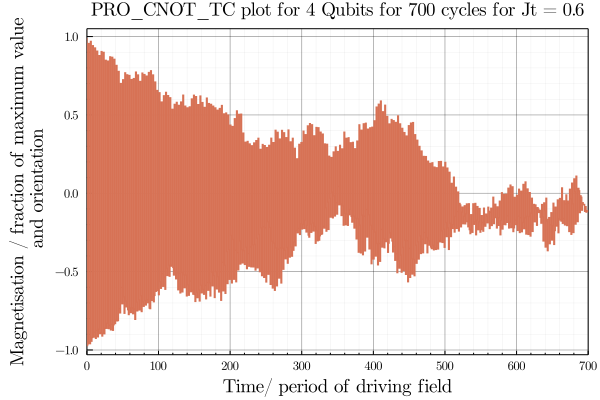 PRO_CNOT_TC plot for 4 Qubits for 700 cycles for Jt = 0.6
Magnetisation / fraction of maximum value
and orientation
1.0
0.5
0.0
−0.5
−1.0
0 100 200 300 400 500 600 700
Time/ period of driving field